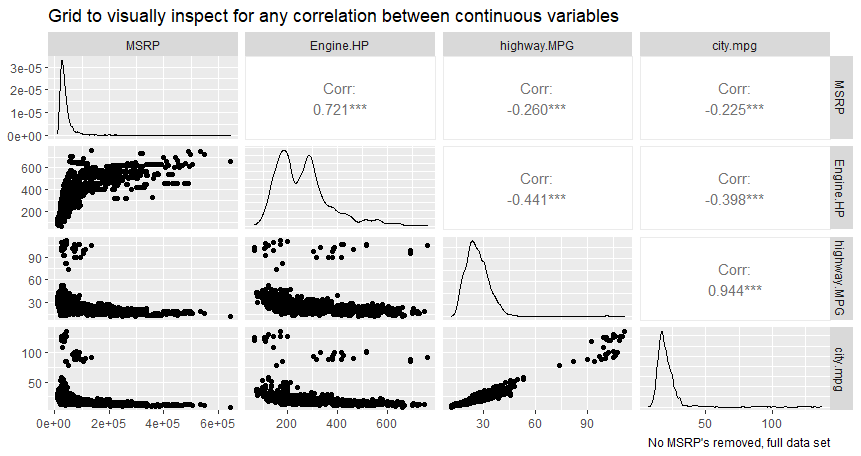 Grid to visually inspect for any correlation between continuous variables
MSRP Engine.HP highway.MPG city.mpg
3e-05
2e-05
1e-05
0e+00
Corr:
0.721***
Corr:
-0.260***
Corr:
-0.225***
MSRP
600
400
200
Corr:
-0.441***
Corr:
-0.398***
Engine.HP
90
60
30
Corr:
0.944***
highway.MPG
100
50
city.mpg
0e+00 2e+05 4e+05 6e+05 200 400 600 30 60 90 50 100
No MSRP's removed, full data set